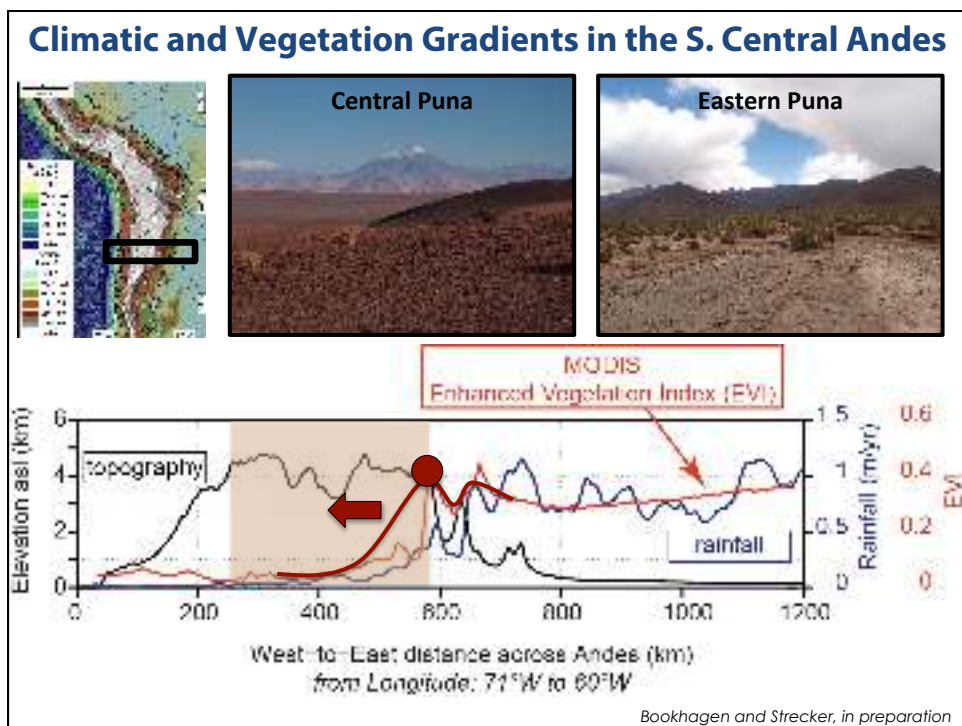 Climatic and Vegetation Gradients in the S. Central Andes
Central Puna
Eastern Puna
MODIS
Enhanced Vegetation Index (EVI)
Elevation asl (km)
6
4
2
0
topography
rainfall
1.5
1
0.5
0
Rainfall (m/yr)
0.6
0.4
0.2
0
EVI
0 200 400 600 800 1000 1200
West-to-East distance across Andes (km)
from Longitude: 71°W to 60°W
Bookhagen and Strecker, in preparation